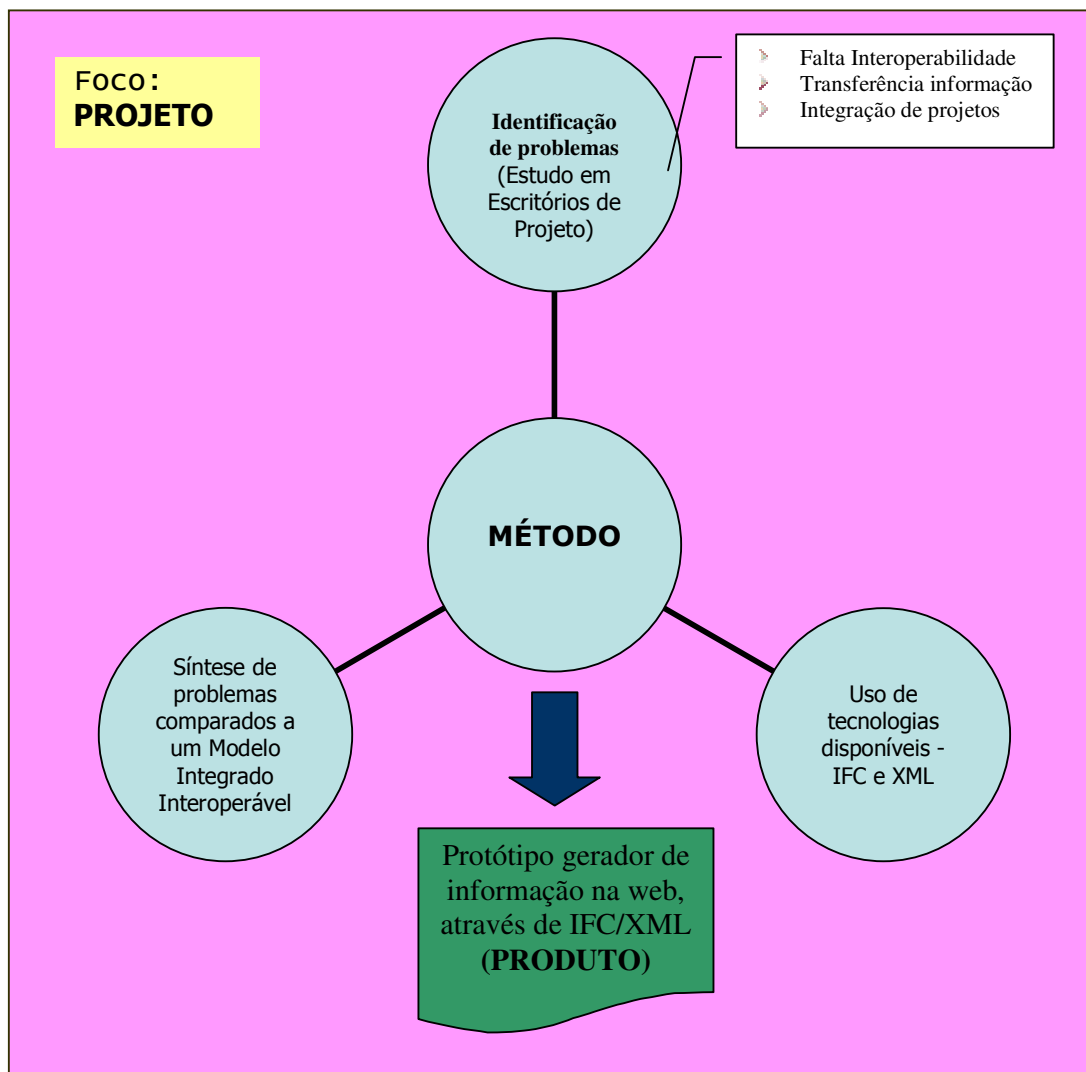 Foco:
PROJETO
Identificação
de problemas
(Estudo em
Escritórios de
Projeto)
Falta Interoperabilidade
Transferência informação
Integração de projetos
MÉTODO
Síntese de
problemas
comparados a
um Modelo
Integrado
Interoperável
Uso de
tecnologias
disponíveis -
IFC e XML
Protótipo gerador de
informação na web,
através de IFC/XML
(PRODUTO)